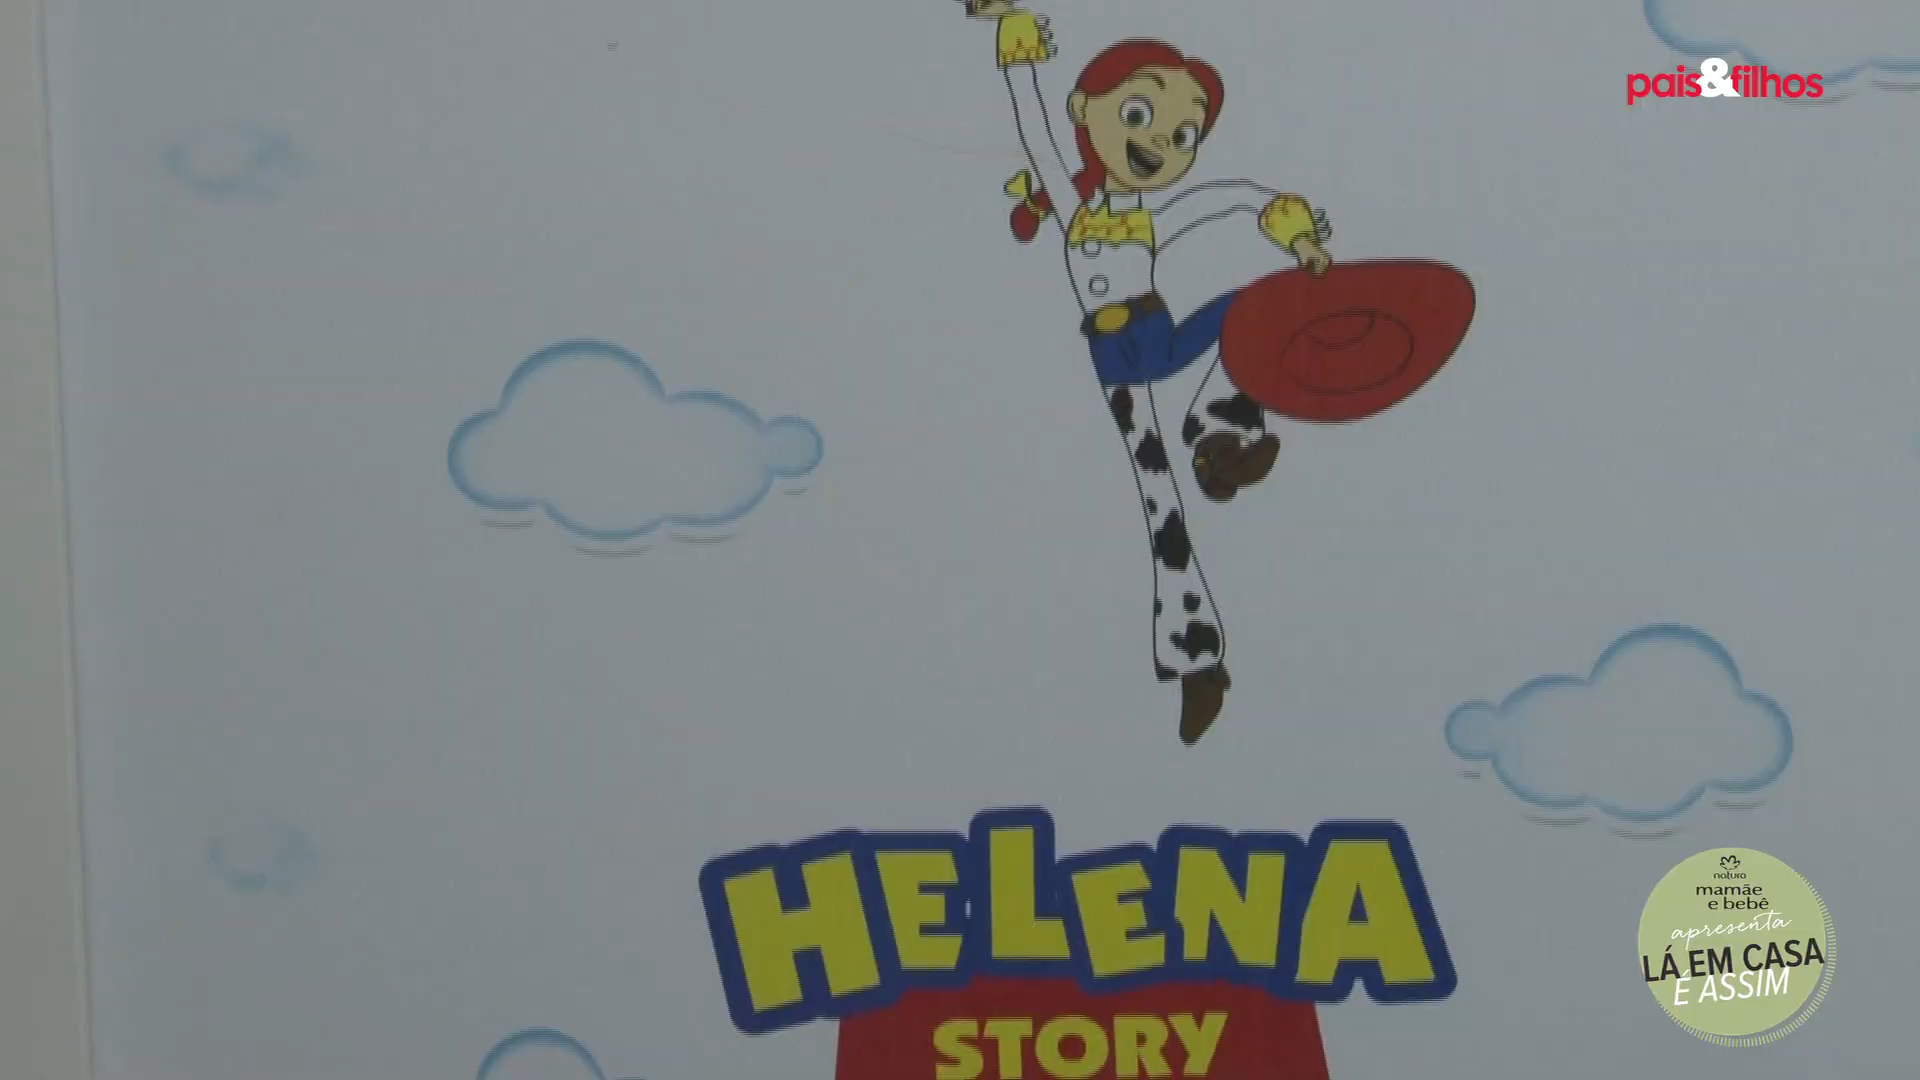 pais&filhos
HELENA
STORY
natura
mamãe
e bebê
apresenta
LÁ EM CASA
É ASSIM